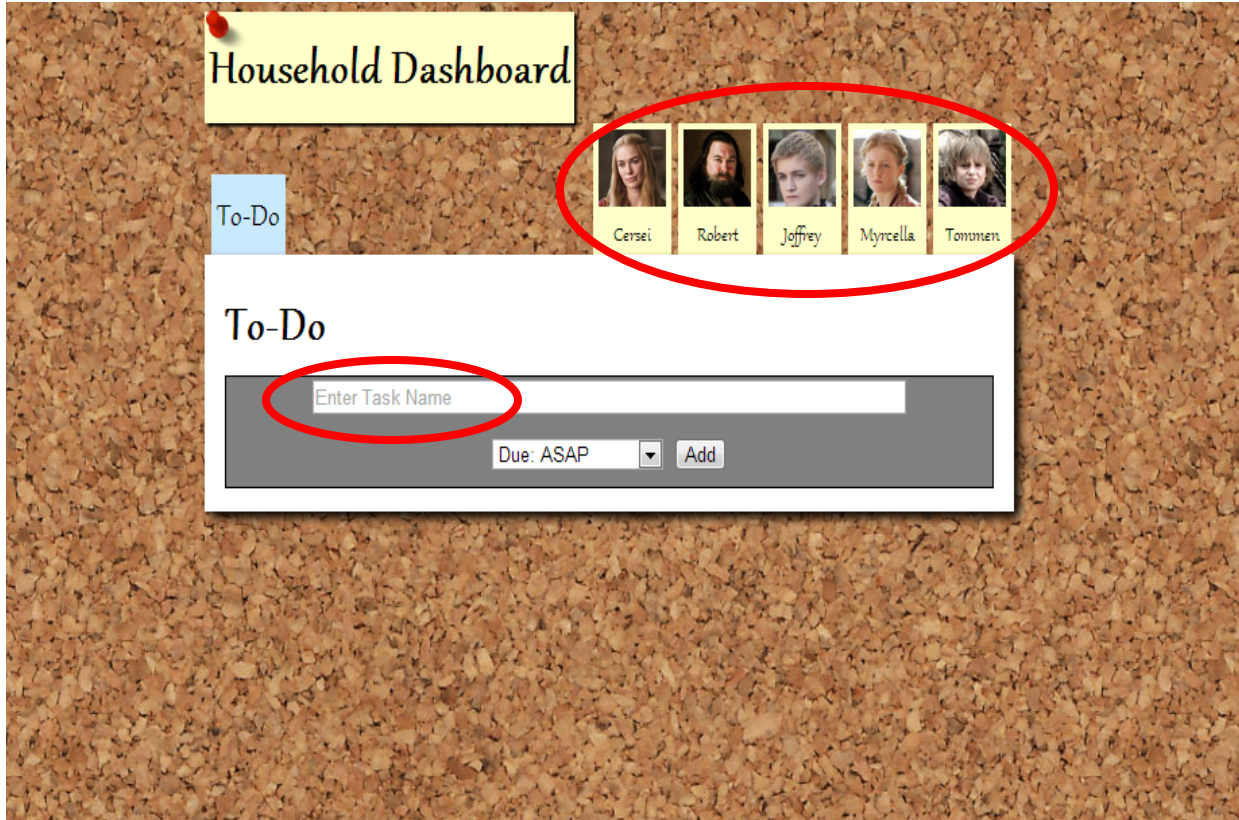 Household Dashboard
To-Do
Cersei Robert Joffrey Myrcella Tommen
To-Do
Enter Task Name
Due: ASAP Add